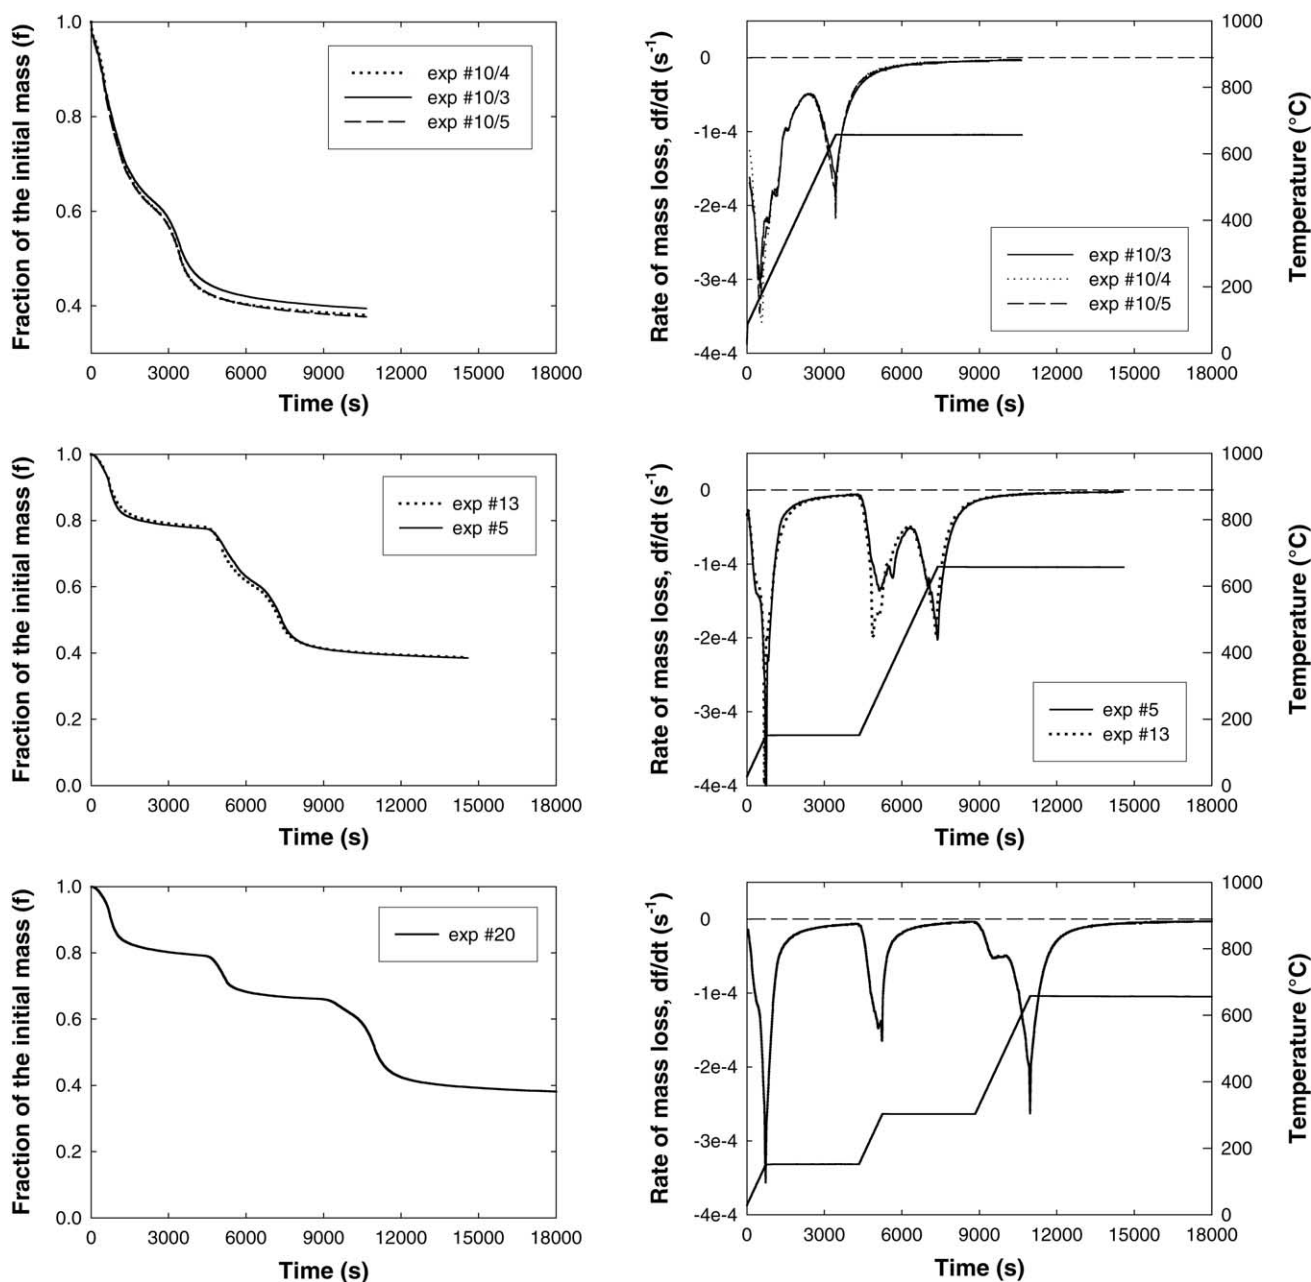 Fraction of the initial mass (f)
1.0
0.8
0.6
0.4
exp #10/4
exp #10/3
exp #10/5
0 3000 6000 9000 12000 15000 18000
Time (s)
Rate of mass loss, df/dt (s-1)
0
-1e-4
-2e-4
-3e-4
-4e-4
exp #10/3
exp #10/4
exp #10/5
1000
800
600
400
200
0
Temperature (°C)
0 3000 6000 9000 12000 15000 18000
Time (s)
Fraction of the initial mass (f)
1.0
0.8
0.6
0.4
0.2
0.0
exp #13
exp #5
0 3000 6000 9000 12000 15000 18000
Time (s)
Rate of mass loss, df/dt (s-1)
0
-1e-4
-2e-4
-3e-4
-4e-4
exp #5
exp #13
1000
800
600
400
200
0
Temperature (°C)
0 3000 6000 9000 12000 15000 18000
Time (s)
Fraction of the initial mass (f)
1.0
0.8
0.6
0.4
0.2
0.0
exp #20
0 3000 6000 9000 12000 15000 18000
Time (s)
Rate of mass loss, df/dt (s-1)
0
-1e-4
-2e-4
-3e-4
-4e-4
1000
800
600
400
200
0
Temperature (°C)
0 3000 6000 9000 12000 15000 18000
Time (s)